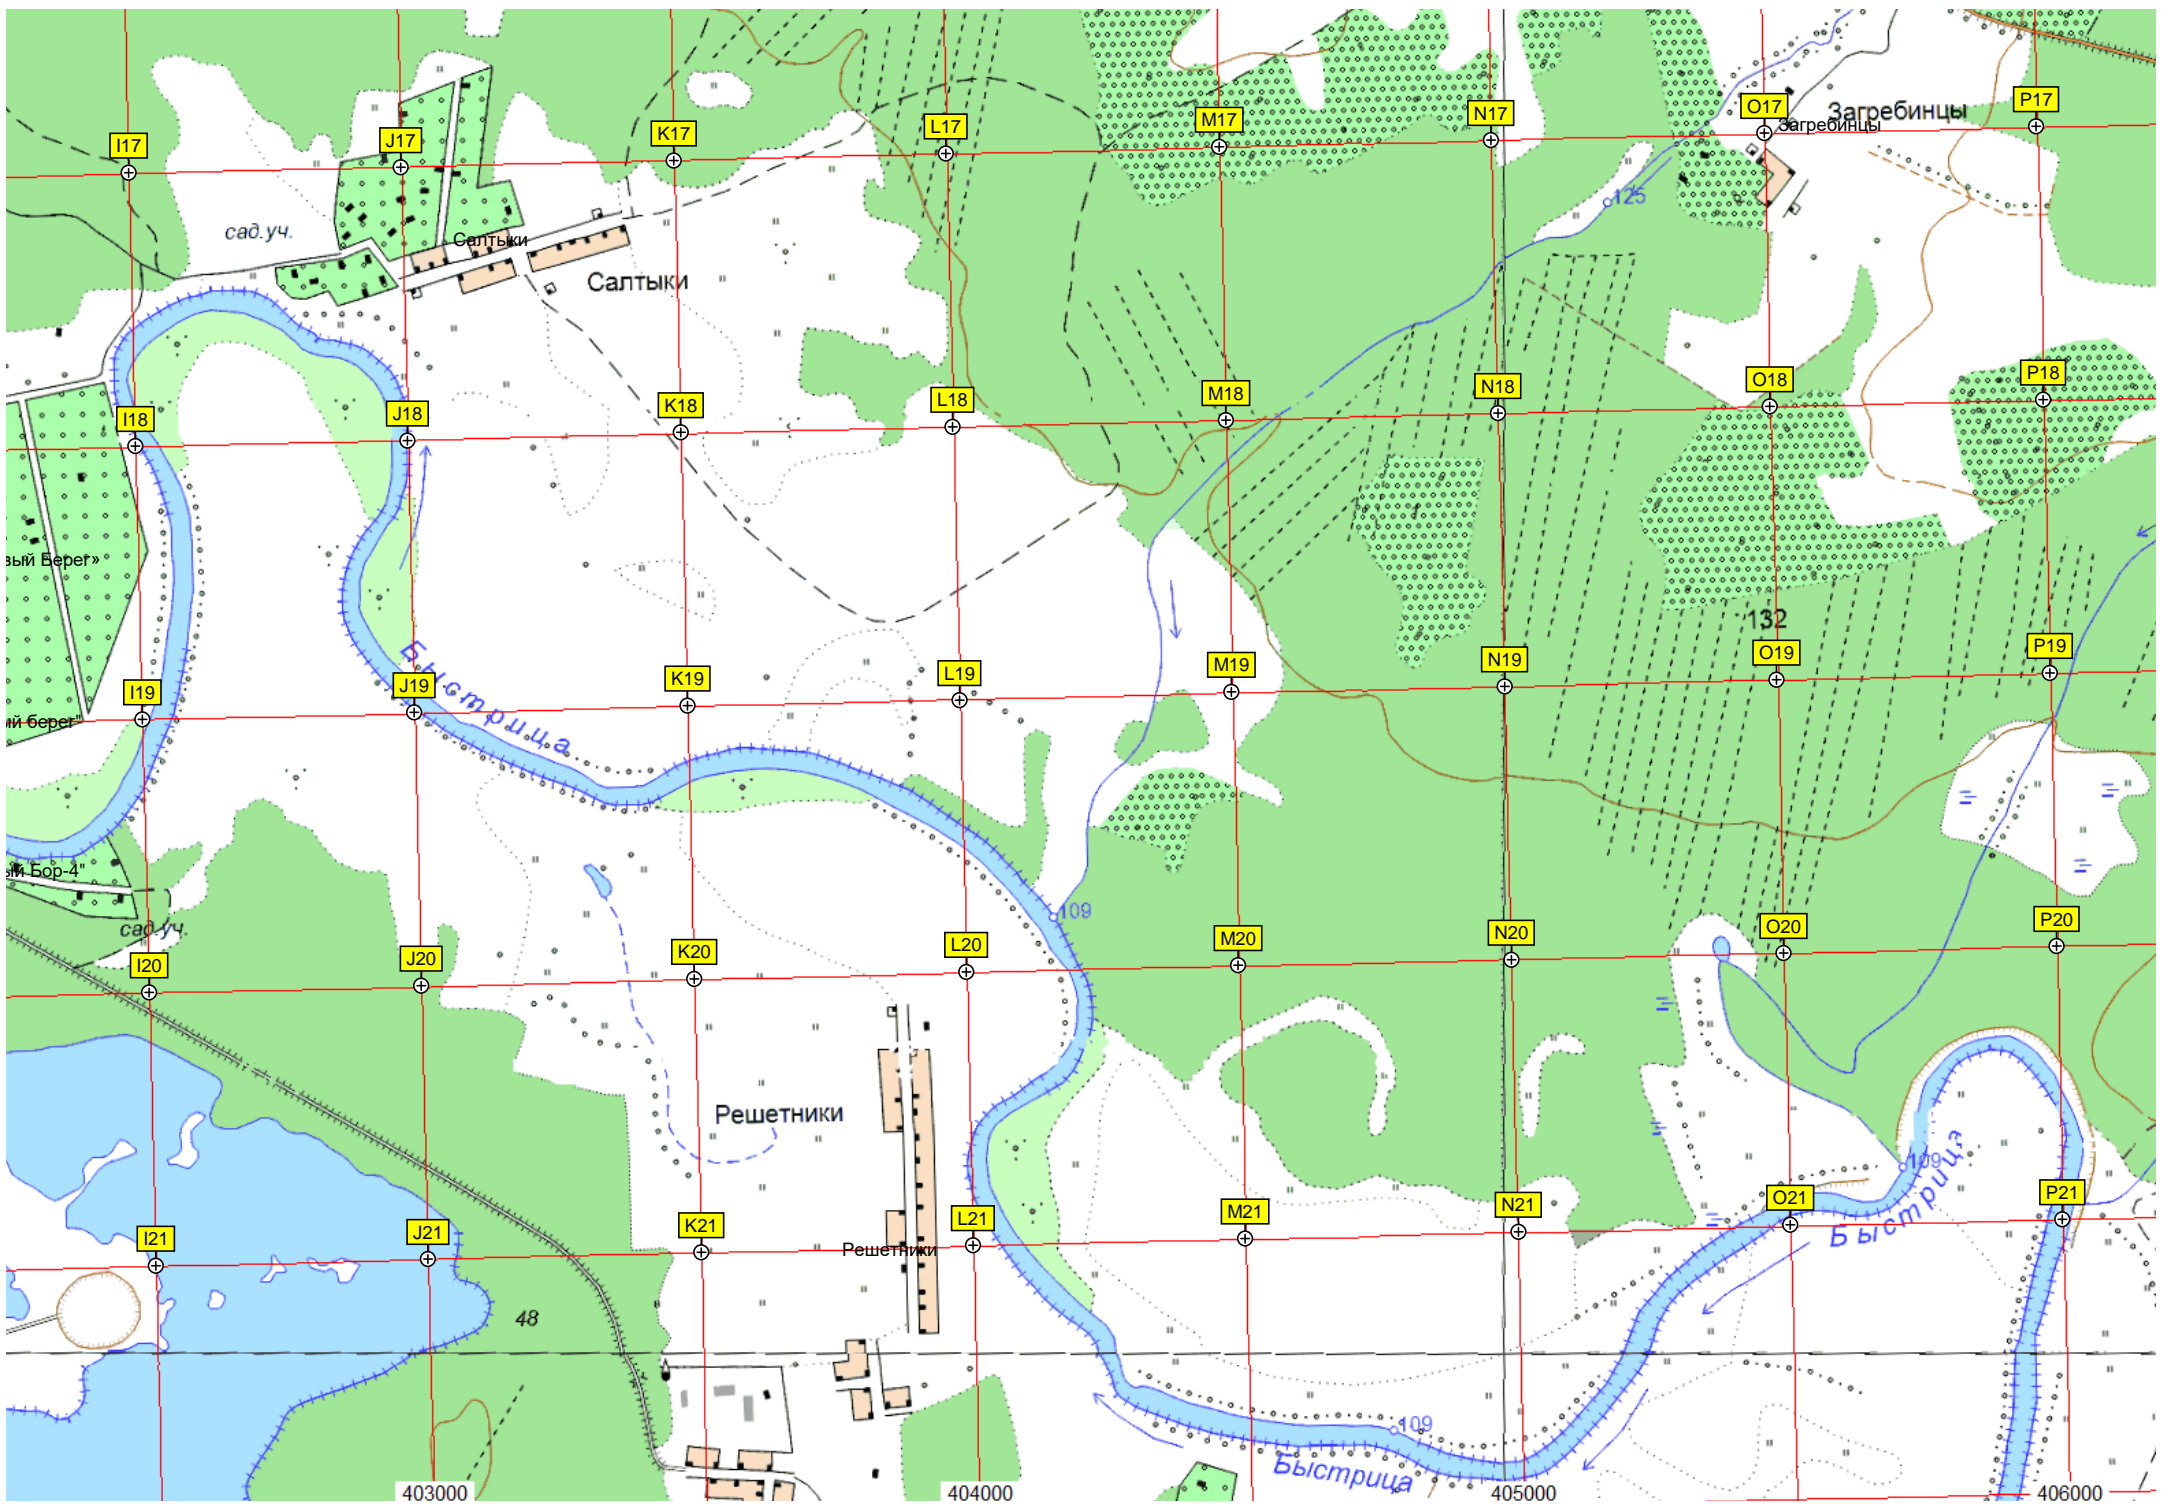 P17
O17
Загребинцы
N17
Загребинцы
M17
L17
K17
J17
I17
125
сад.уч.
Салтыки
Салтыки
P18
O18
N18
M18
L18
K18
J18
I18
вый Берег»
132
P19
O19
N19
M19
L19
K19
J19
I19
Быстрица
ый берег"
ый Бор-4"
109
сад.уч.
P20
O20
N20
M20
L20
K20
J20
I20
Решетники
109
Быстрица
P21
O21
N21
M21
L21
K21
J21
I21
Решетники
48
109
Быстрица
403000 404000 405000 406000